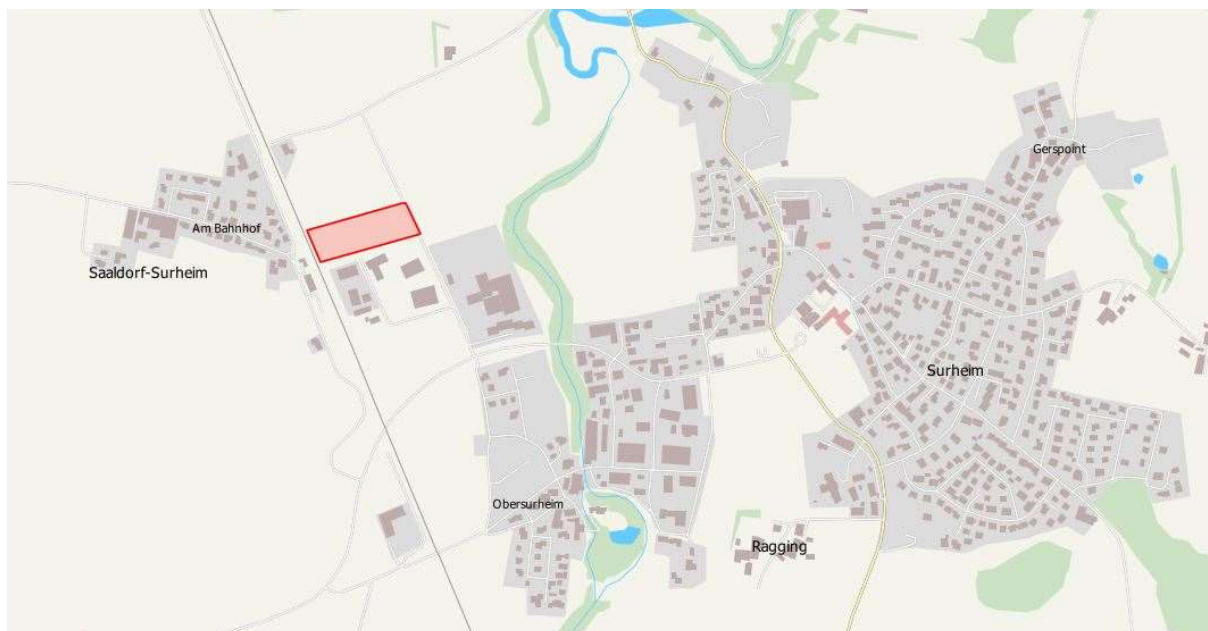 Gerspoint
Am Bahnhof
Saaldorf-Surheim
Surheim
Obersurheim
Ragging